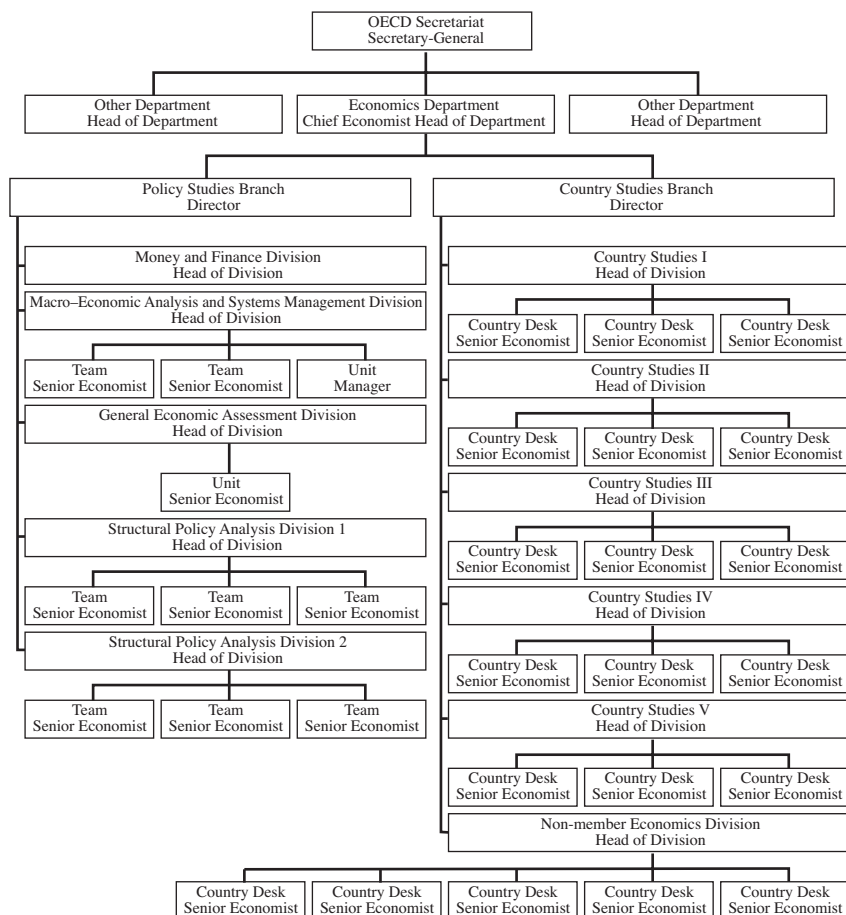 OECD Secretariat
Secretary-General
Other Department
Head of Department
Economics Department
Chief Economist Head of Department
Other Department
Head of Department
Policy Studies Branch
Director
Country Studies Branch
Director
Money and Finance Division
Head of Division
Macro–Economic Analysis and Systems Management Division
Head of Division
Team
Senior Economist
Team
Senior Economist
Unit
Manager
General Economic Assessment Division
Head of Division
Unit
Senior Economist
Structural Policy Analysis Division 1
Head of Division
Team
Senior Economist
Team
Senior Economist
Team
Senior Economist
Structural Policy Analysis Division 2
Head of Division
Team
Senior Economist
Team
Senior Economist
Team
Senior Economist
Country Studies I
Head of Division
Country Desk
Senior Economist
Country Desk
Senior Economist
Country Desk
Senior Economist
Country Studies II
Head of Division
Country Desk
Senior Economist
Country Desk
Senior Economist
Country Desk
Senior Economist
Country Studies III
Head of Division
Country Desk
Senior Economist
Country Desk
Senior Economist
Country Desk
Senior Economist
Country Studies IV
Head of Division
Country Desk
Senior Economist
Country Desk
Senior Economist
Country Desk
Senior Economist
Country Studies V
Head of Division
Country Desk
Senior Economist
Country Desk
Senior Economist
Country Desk
Senior Economist
Non-member Economics Division
Head of Division
Country Desk
Senior Economist
Country Desk
Senior Economist
Country Desk
Senior Economist
Country Desk
Senior Economist
Country Desk
Senior Economist